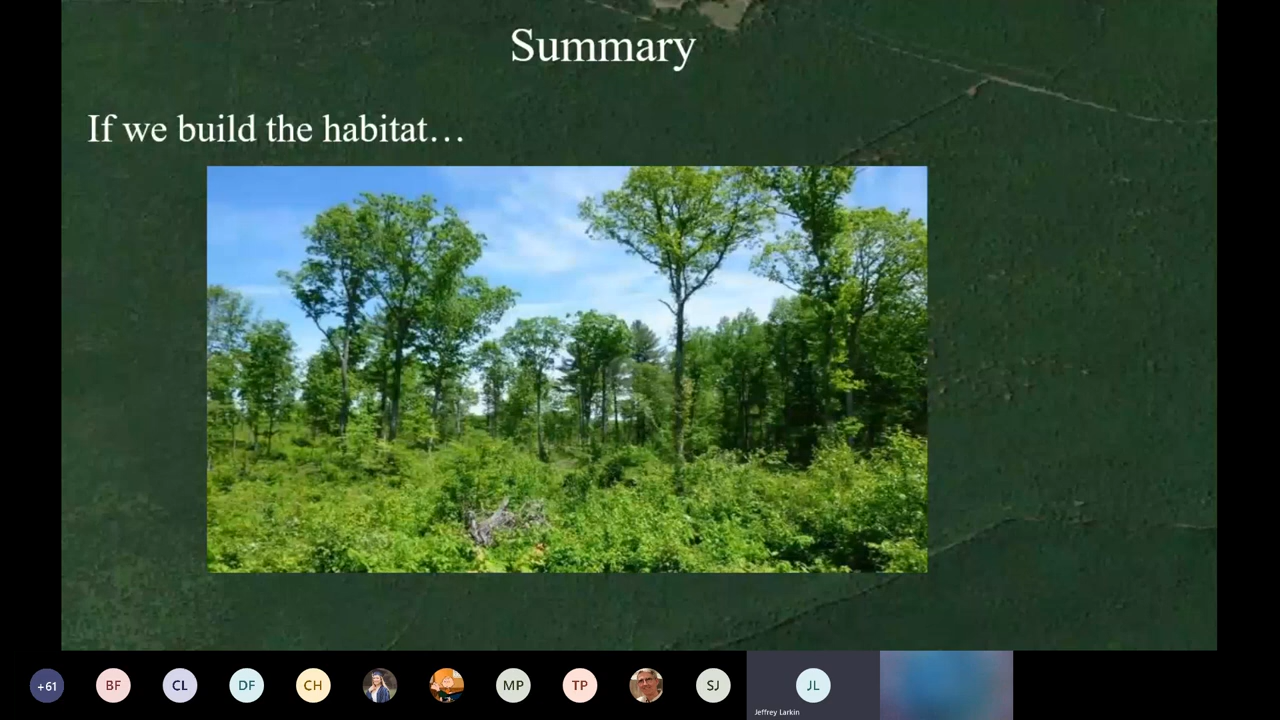 Summary
If we build the habitat…
+61
BF
CL
DF
CH
MP
TP
SJ
JL
Jeffrey Larkin